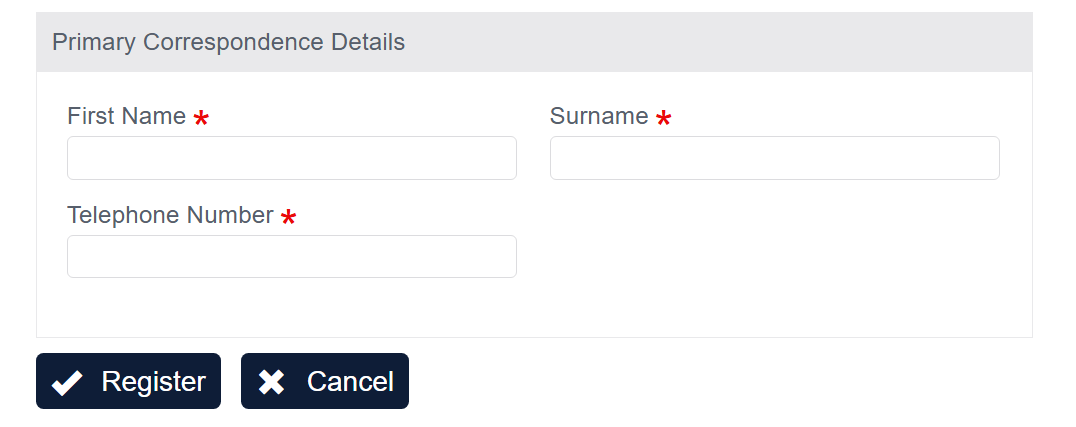 Primary Correspondence Details
First Name *
Surname *
Telephone Number *
Register
Cancel